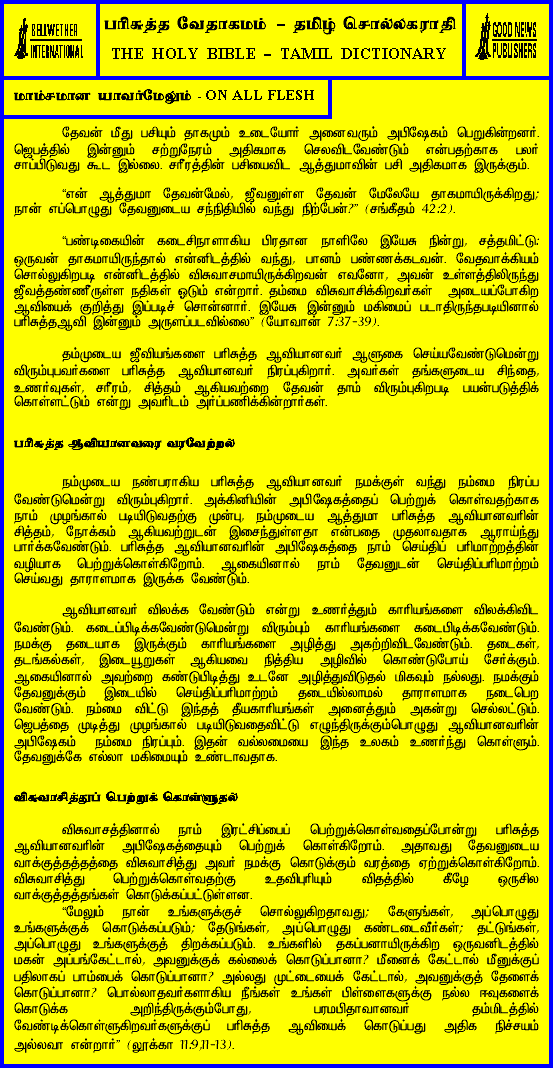 BELLWETHER
INTERNATIONAL
பரிசுத்த வேதாகமம் – தமிழ் சொல்லகராதி
THE HOLY BIBLE – TAMIL DICTIONARY
GOOD NEWS
PUBLISHERS
மாம்சமான யாவர்மேலும் - ON ALL FLESH
தேவன் மீது பசியும் தாகமும் உடையோர் அனைவரும் அபிஷேகம் பெறுகின்றனர்.
ஜெபத்தில் இன்னும் சற்றுநேரம் அதிகமாக செலவிடவேண்டும் என்பதற்காக பலர்
சாப்பிடுவது கூட இல்லை. சரீரத்தின் பசியைவிட ஆத்துமாவின் பசி அதிகமாக இருக்கும்.
“என் ஆத்துமா தேவன்மேல், ஜீவனுள்ள தேவன் மேலேயே தாகமாயிருக்கிறது;
நான் எப்பொழுது தேவனுடைய சந்நிதியில் வந்து நிற்பேன்?” (சங்கீதம் 42:2).
“பண்டிகையின் கடைசிநாளாகிய பிரதான நாளிலே இயேசு நின்று, சத்தமிட்டு:
ஒருவன் தாகமாயிருந்தால் என்னிடத்தில் வந்து, பானம் பண்ணக்கடவன். வேதவாக்கியம்
சொல்லுகிறபடி என்னிடத்தில் விசுவாசமாயிருக்கிறவன் எவனோ, அவன் உள்ளத்திலிருந்து
ஜீவத்தண்ணீருள்ள நதிகள் ஓடும் என்றார். தம்மை விசுவாசிக்கிறவர்கள் அடையப்போகிற
ஆவியைக் குறித்து இப்படிச் சொன்னார். இயேசு இன்னும் மகிமைப் படாதிருந்தபடியினால்
பரிசுத்தஆவி இன்னும் அருளப்படவில்லை” (யோவான் 7:37-39).
தம்முடைய ஜீவியங்களை பரிசுத்த ஆவியானவர் ஆளுகை செய்யவேண்டுமென்று
விரும்புபவர்களை பரிசுத்த ஆவியானவர் நிரப்புகிறார். அவர்கள் தங்களுடைய சிந்தை,
உணர்வுகள், சரீரம், சித்தம் ஆகியவற்றை தேவன் தாம் விரும்புகிறபடி பயன்படுத்திக்
கொள்ளட்டும் என்று அவரிடம் அர்ப்பணிக்கின்றார்கள்.
பரிசுத்த ஆவியானவரை வரவேற்றல்
நம்முடைய நண்பராகிய பரிசுத்த ஆவியானவர் நமக்குள் வந்து நம்மை நிரப்ப
வேண்டுமென்று விரும்புகிறார். அக்கினியின் அபிஷேகத்தைப் பெற்றுக் கொள்வதற்காக
நாம் முழங்கால் படியிடுவதற்கு முன்பு, நம்முடைய ஆத்துமா பரிசுத்த ஆவியானவரின்
சித்தம், நோக்கம் ஆகியவற்றுடன் இசைந்துள்ளதா என்பதை முதலாவதாக ஆராய்ந்து
பார்க்கவேண்டும். பரிசுத்த ஆவியானவரின் அபிஷேகத்தை நாம் செய்திப் பரிமாற்றத்தின்
வழியாக பெற்றுக்கொள்கிறோம். ஆகையினால் நாம் தேவனுடன் செய்திப்பரிமாற்றம்
செய்வது தாராளமாக இருக்க வேண்டும்.
ஆவியானவர் விலக்க வேண்டும் என்று உணர்த்தும் காரியங்களை விலக்கிவிட
வேண்டும். கடைப்பிடிக்கவேண்டுமென்று விரும்பும் காரியங்களை கடைபிடிக்கவேண்டும்.
நமக்கு தடையாக இருக்கும் காரியங்களை அழித்து அகற்றிவிடவேண்டும். தடைகள்,
தடங்கல்கள், இடையூறுகள் ஆகியவை நித்திய அழிவில் கொண்டுபோய் சேர்க்கும்.
ஆகையினால் அவற்றை கண்டுபிடித்து உடனே அழித்துவிடுதல் மிகவும் நல்லது. நமக்கும்
தேவனுக்கும் இடையில் செய்திப்பரிமாற்றம் தடையில்லாமல் தாராளமாக நடைபெற
வேண்டும். நம்மை விட்டு இந்தத் தீயகாரியங்கள் அனைத்தும் அகன்று செல்லட்டும்.
ஜெபத்தை முடித்து முழங்கால் படியிடுவதைவிட்டு எழுந்திருக்கும்பொழுது ஆவியானவரின்
அபிஷேகம் நம்மை நிரப்பும். இதன் வல்லமையை இந்த உலகம் உணர்ந்து கொள்ளும்.
தேவனுக்கே எல்லா மகிமையும் உண்டாவதாக.
விசுவாசித்துப் பெற்றுக் கொள்ளுதல்
விசுவாசத்தினால் நாம் இரட்சிப்பைப் பெற்றுக்கொள்வதைப்போன்று பரிசுத்த
ஆவியானவரின் அபிஷேகத்தையும் பெற்றுக் கொள்கிறோம். அதாவது தேவனுடைய
வாக்குத்தத்தத்தை விசுவாசித்து அவர் நமக்கு கொடுக்கும் வரத்தை ஏற்றுக்கொள்கிறோம்.
விசுவாசித்து பெற்றுக்கொள்வதற்கு உதவிபுரியும் விதத்தில் கீழே ஒருசில
வாக்குத்தத்தங்கள் கொடுக்கப்பட்டுள்ளன.
“மேலும் நான் உங்களுக்குச் சொல்லுகிறதாவது; கேளுங்கள், அப்பொழுது
உங்களுக்குக் கொடுக்கப்படும்; தேடுங்கள், அப்பொழுது கண்டடைவீர்கள்; தட்டுங்கள்,
அப்பொழுது உங்களுக்குத் திறக்கப்படும். உங்களில் தகப்பனாயிருக்கிற ஒருவனிடத்தில்
மகன் அப்பங்கேட்டால், அவனுக்குக் கல்லைக் கொடுப்பானா? மீனைக் கேட்டால் மீனுக்குப்
பதிலாகப் பாம்பைக் கொடுப்பானா? அல்லது முட்டையைக் கேட்டால், அவனுக்குத் தேளைக்
கொடுப்பானா? பொல்லாதவர்களாகிய நீங்கள் உங்கள் பிள்ளைகளுக்கு நல்ல ஈவுகளைக்
கொடுக்க அறிந்திருக்கும்போது, பரமபிதாவானவர் தம்மிடத்தில்
வேண்டிக்கொள்ளுகிறவர்களுக்குப் பரிசுத்த ஆவியைக் கொடுப்பது அதிக நிச்சயம்
அல்லவா என்றார்” (லூக்கா 11:9,11-13).